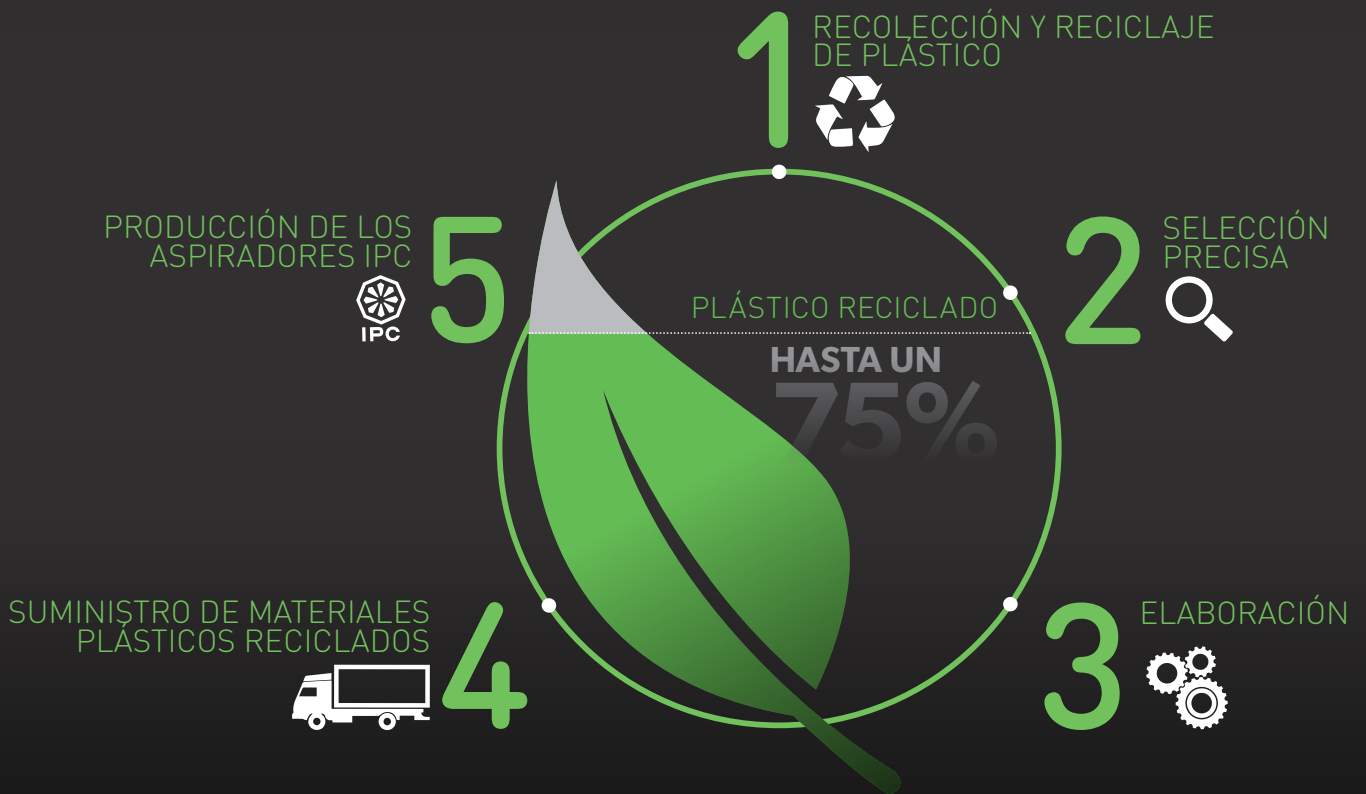 1
RECOLECCIÓN Y RECICLAJE
DE PLÁSTICO
2
SELECCIÓN
PRECISA
3
ELABORACIÓN
4
SUMINISTRO DE MATERIALES
PLÁSTICOS RECICLADOS
5
PRODUCCIÓN DE LOS
ASPIRADORES IPC
IPC
PLÁSTICO RECICLADO
HASTA UN
75%